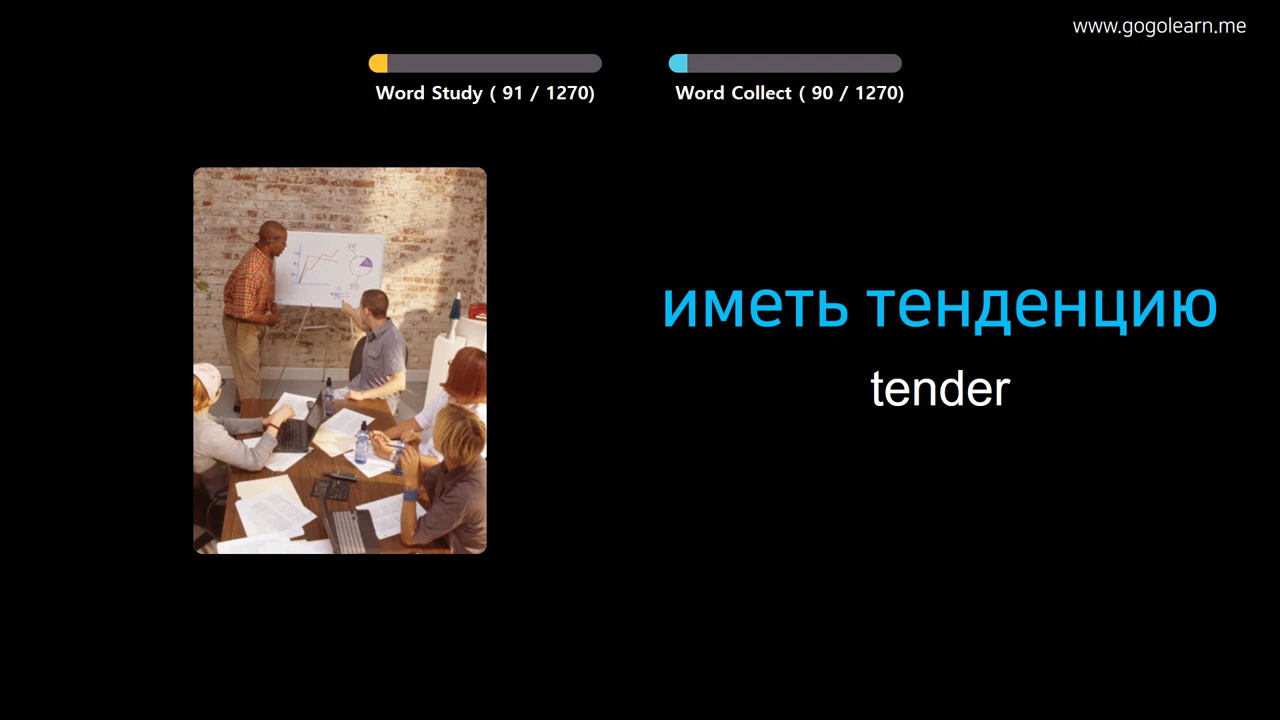 www.gogolearn.me
Word Study ( 91 / 1270)
Word Collect ( 90 / 1270)
иметь тенденцию
tender